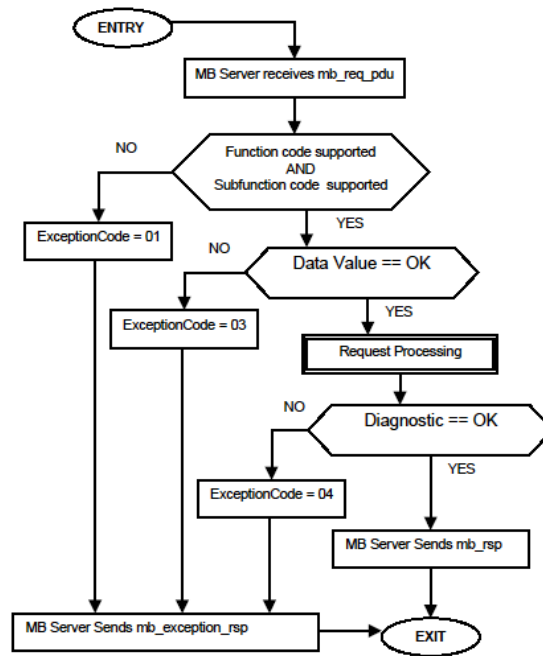 ENTRY
MB Server receives mb_req_pdu
NO
Function code supported
AND
Subfunction code supported
YES
ExceptionCode = 01
NO
Data Value == OK
YES
ExceptionCode = 03
Request Processing
NO
Diagnostic == OK
YES
ExceptionCode = 04
MB Server Sends mb_rsp
MB Server Sends mb_exception_rsp
EXIT